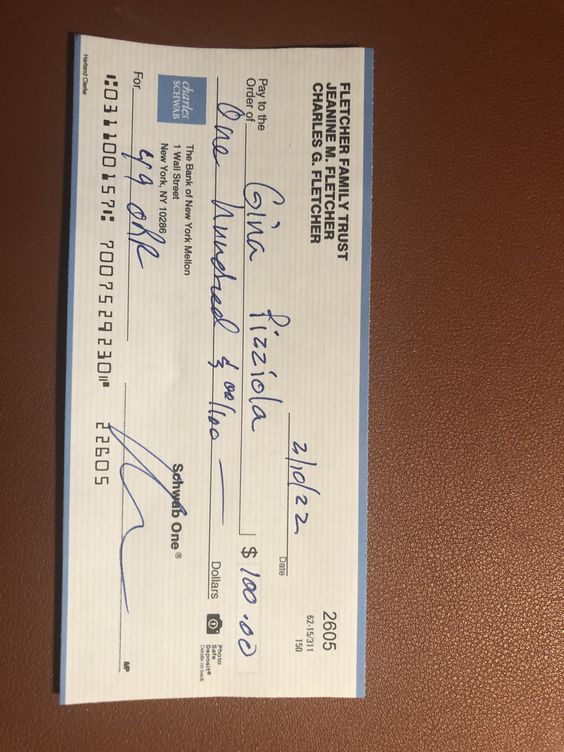 FLETCHER FAMILY TRUST
JEANINE M. FLETCHER
CHARLES G. FLETCHER
2605
62-15/311
150
2/10/22
Date
Pay to the
Order of Gina Pizziola $ 100.00
One hundred & 00/100 Dollars
Photo
Safe
Deposit®
Details on back
charles
SCHWAB
The Bank of New York Mellon
1 Wall Street
New York, NY 10286
Schwab One®
For 49 OKR
MP
⑆031100157⑆ 7007529230⑈ 22605
Harland Clarke